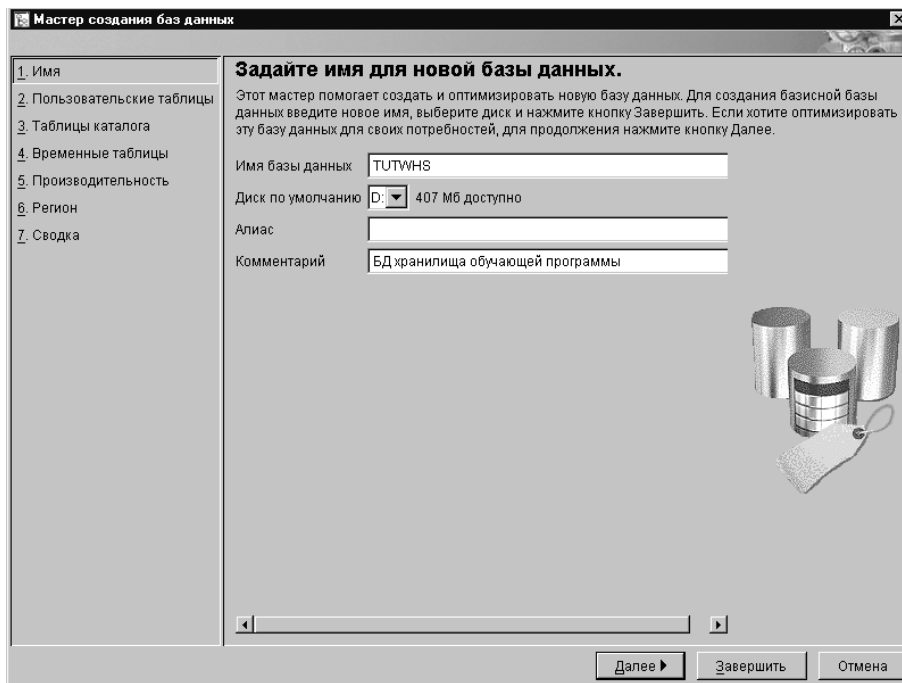 Мастер создания баз данных
1. Имя
2. Пользовательские таблицы
3. Таблицы каталога
4. Временные таблицы
5. Производительность
6. Регион
7. Сводка
Задайте имя для новой базы данных.
Этот мастер помогает создать и оптимизировать новую базу данных. Для создания базисной базы
данных введите новое имя, выберите диск и нажмите кнопку Завершить. Если хотите оптимизировать
эту базу данных для своих потребностей, для продолжения нажмите кнопку Далее.
Имя базы данных TUTWHS
Диск по умолчанию D: 407 Мб доступно
Алиас
Комментарий БД хранилища обучающей программы
Далее Завершить Отмена